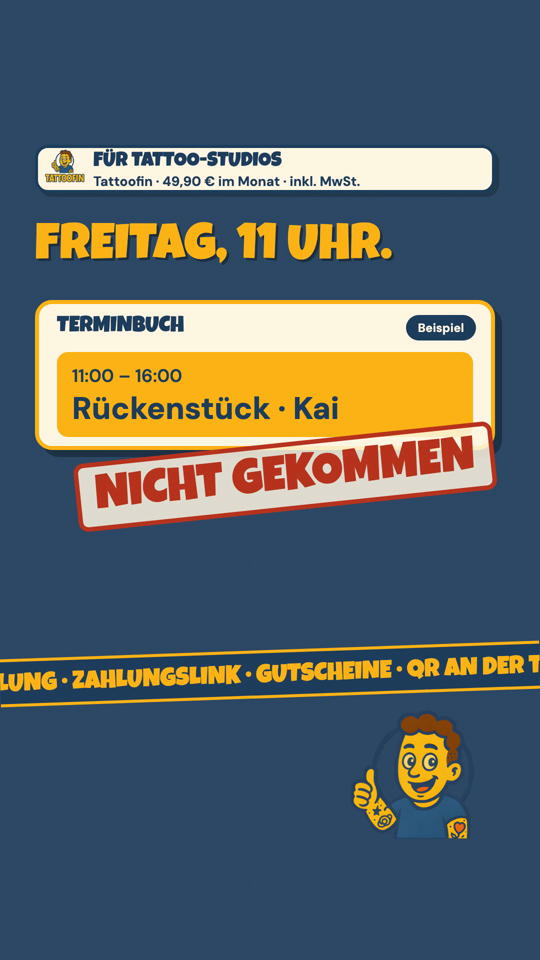 TATTOOFIN
FÜR TATTOO-STUDIOS
Tattoofin · 49,90 € im Monat · inkl. MwSt.
FREITAG, 11 UHR.
TERMINBUCH
Beispiel
11:00 – 16:00
Rückenstück · Kai
NICHT GEKOMMEN
LUNG · ZAHLUNGSLINK · GUTSCHEINE · QR AN DER T